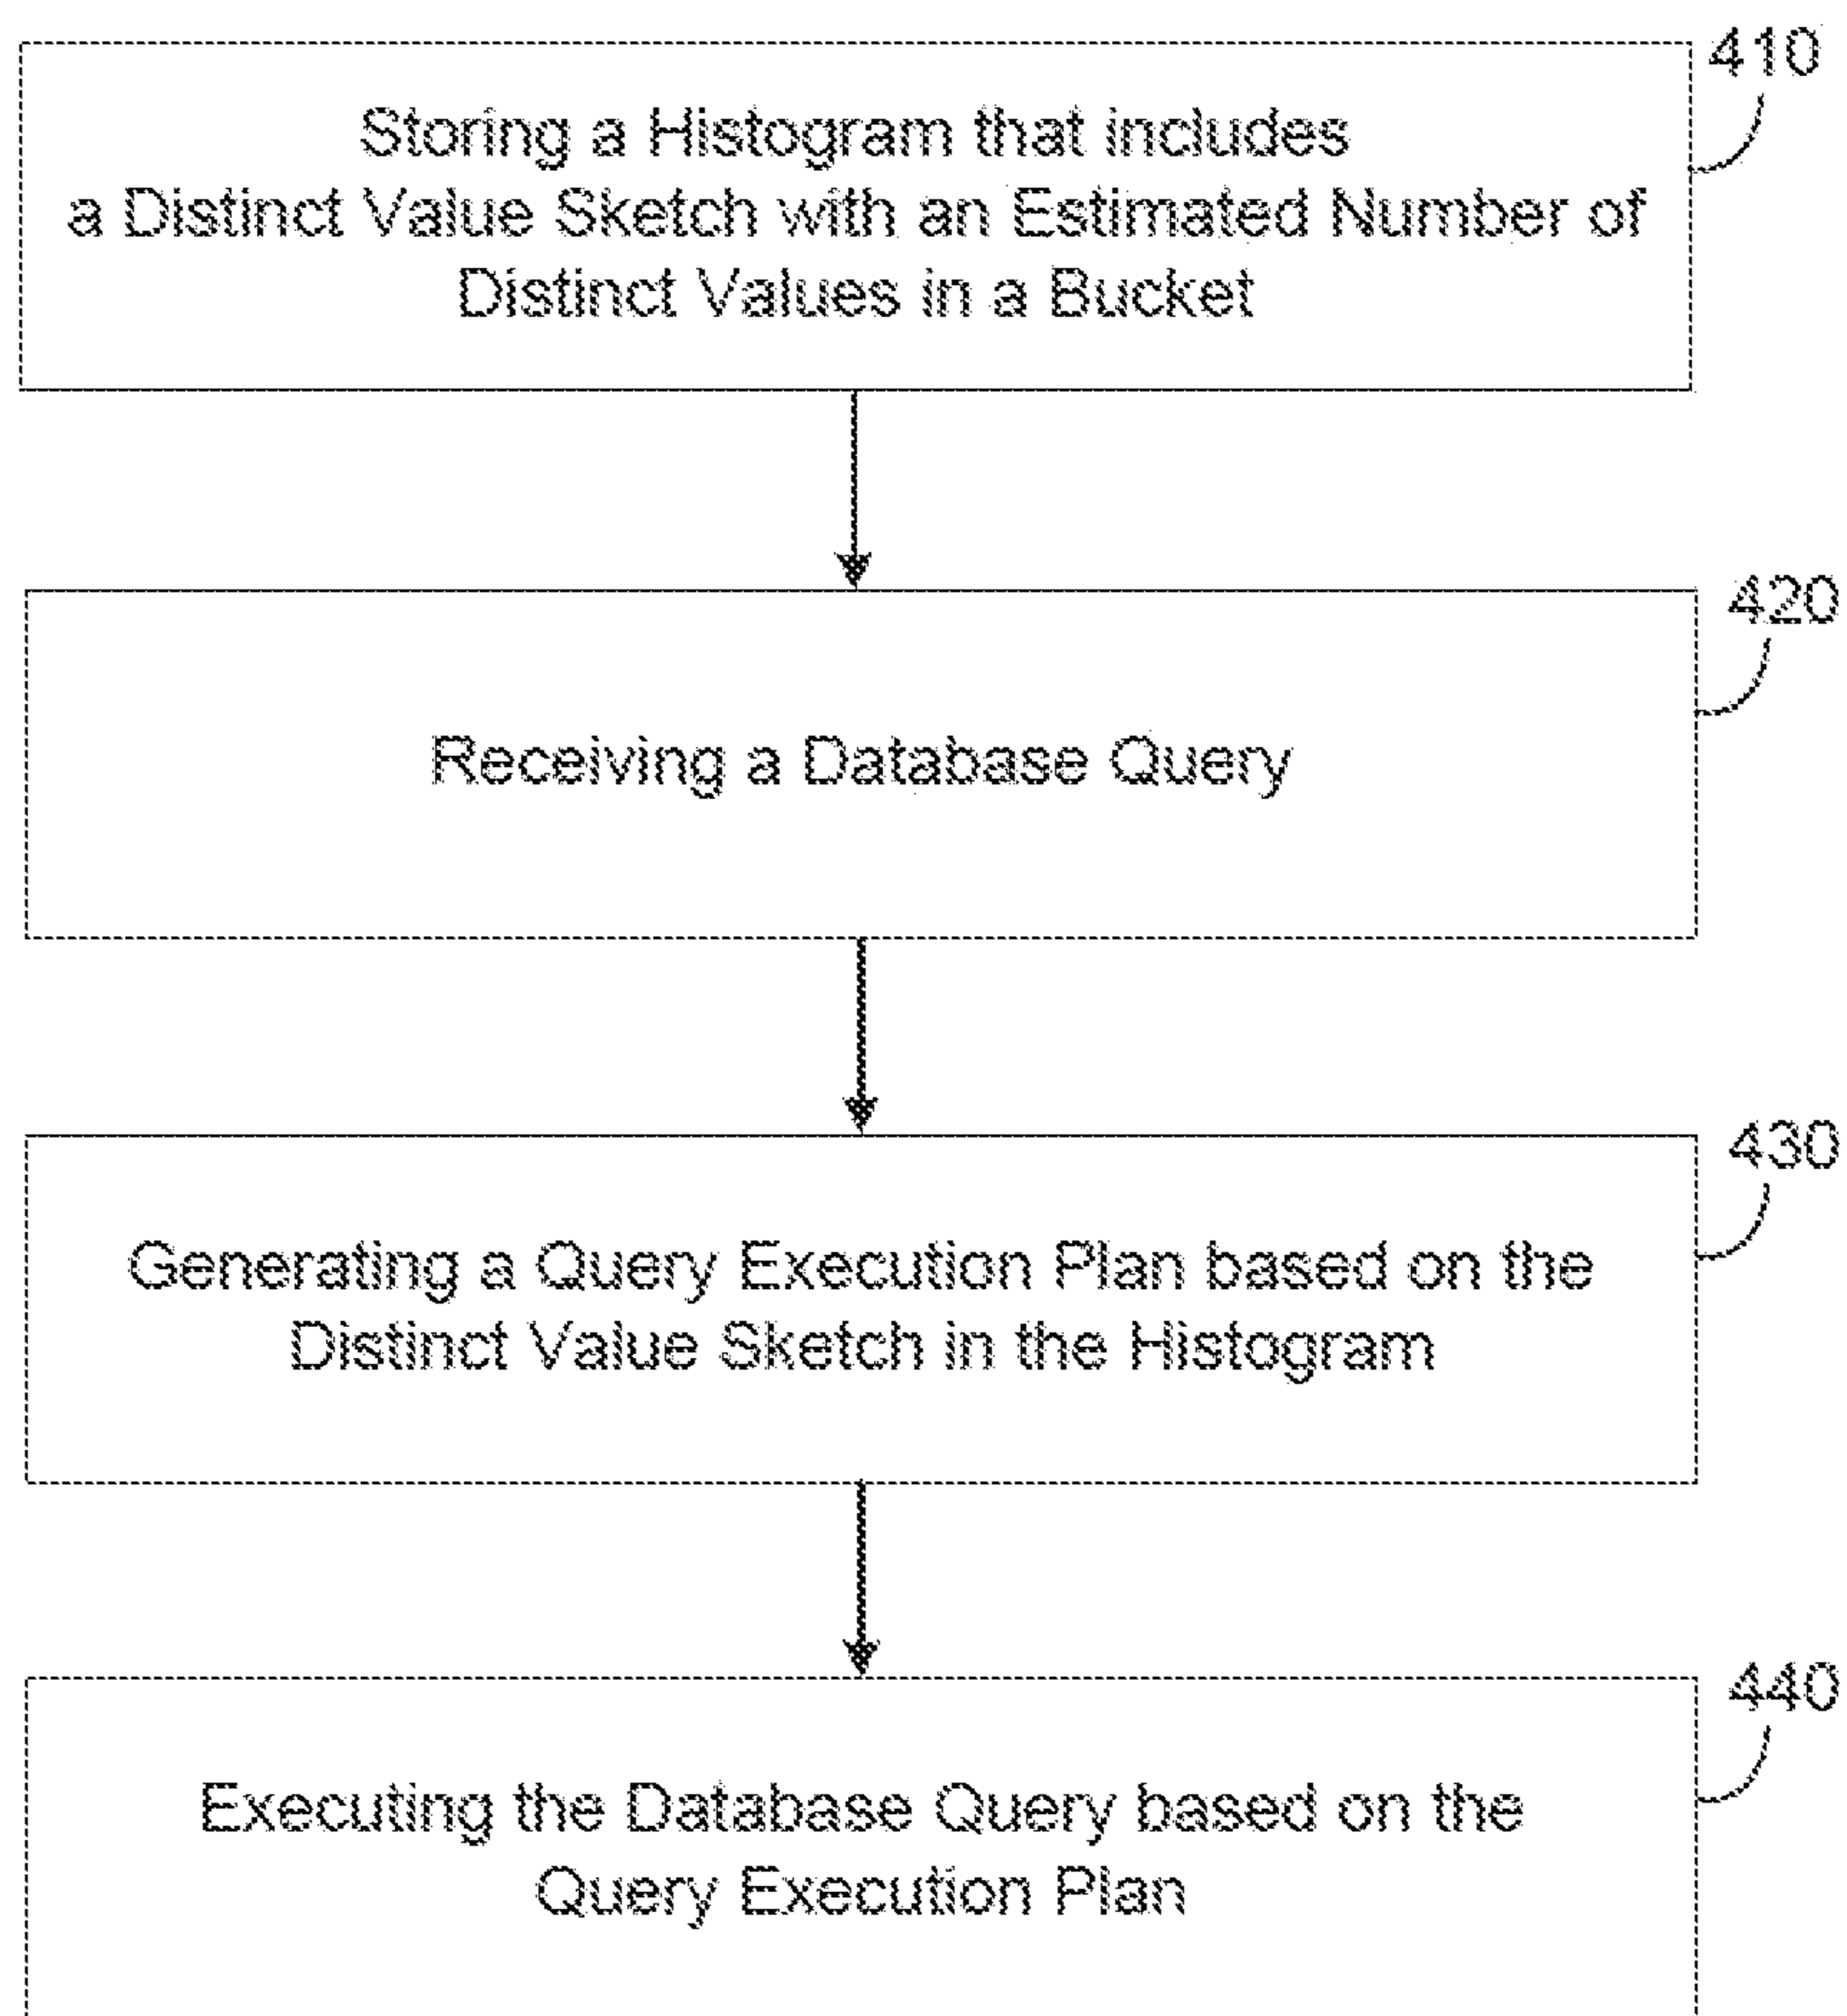 410
Storing a Histogram that includes
a Distinct Value Sketch with an Estimated Number of
Distinct Values in a Bucket
420
Receiving a Database Query
430
Generating a Query Execution Plan based on the
Distinct Value Sketch in the Histogram
440
Executing the Database Query based on the
Query Execution Plan